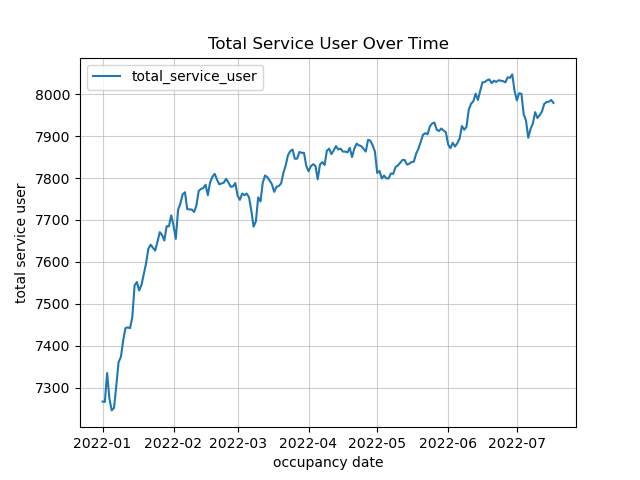 Total Service User Over Time
total_service_user
total service user
8000
7900
7800
7700
7600
7500
7400
7300
2022-01 2022-02 2022-03 2022-04 2022-05 2022-06 2022-07
occupancy date